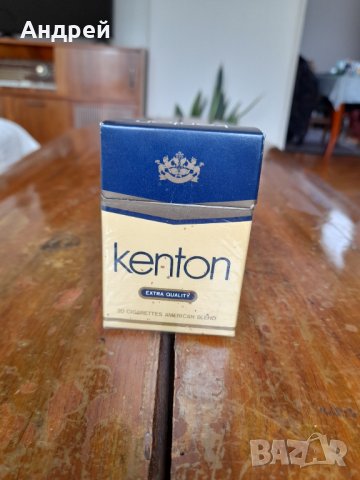 Андрей
kenton
EXTRA QUALITY
20 CIGARETTES AMERICAN BLEND
BAZAR